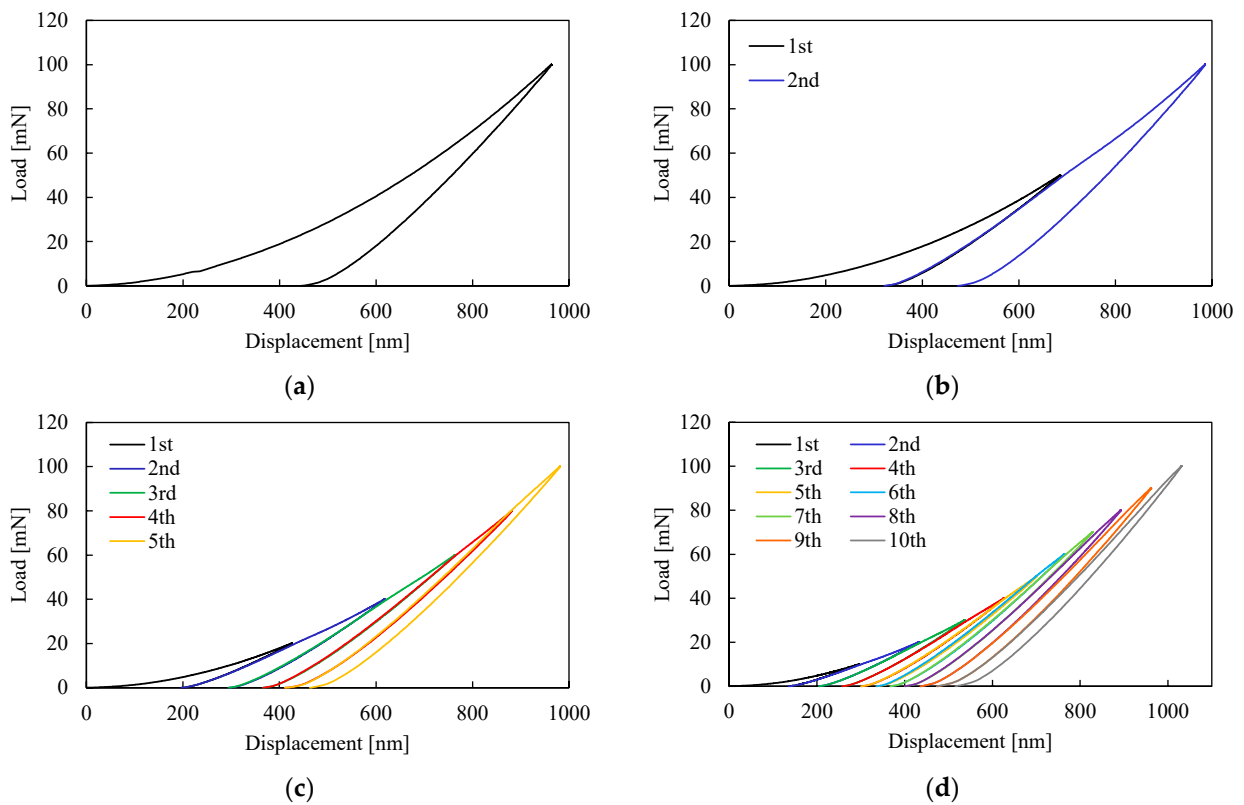 120
100
80
60
40
20
0
Load [mN]
0 200 400 600 800 1000
Displacement [nm]
(a)
120
100
80
60
40
20
0
Load [mN]
1st
2nd
0 200 400 600 800 1000
Displacement [nm]
(b)
120
100
80
60
40
20
0
Load [mN]
1st
2nd
3rd
4th
5th
0 200 400 600 800 1000
Displacement [nm]
(c)
120
100
80
60
40
20
0
Load [mN]
1st 2nd
3rd 4th
5th 6th
7th 8th
9th 10th
0 200 400 600 800 1000
Displacement [nm]
(d)